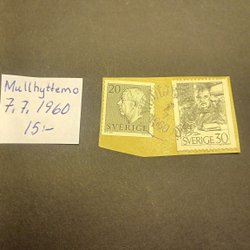 Mullhyttemo
7.7.1960
15:-
20
SVERIGE
SVERIGE 30